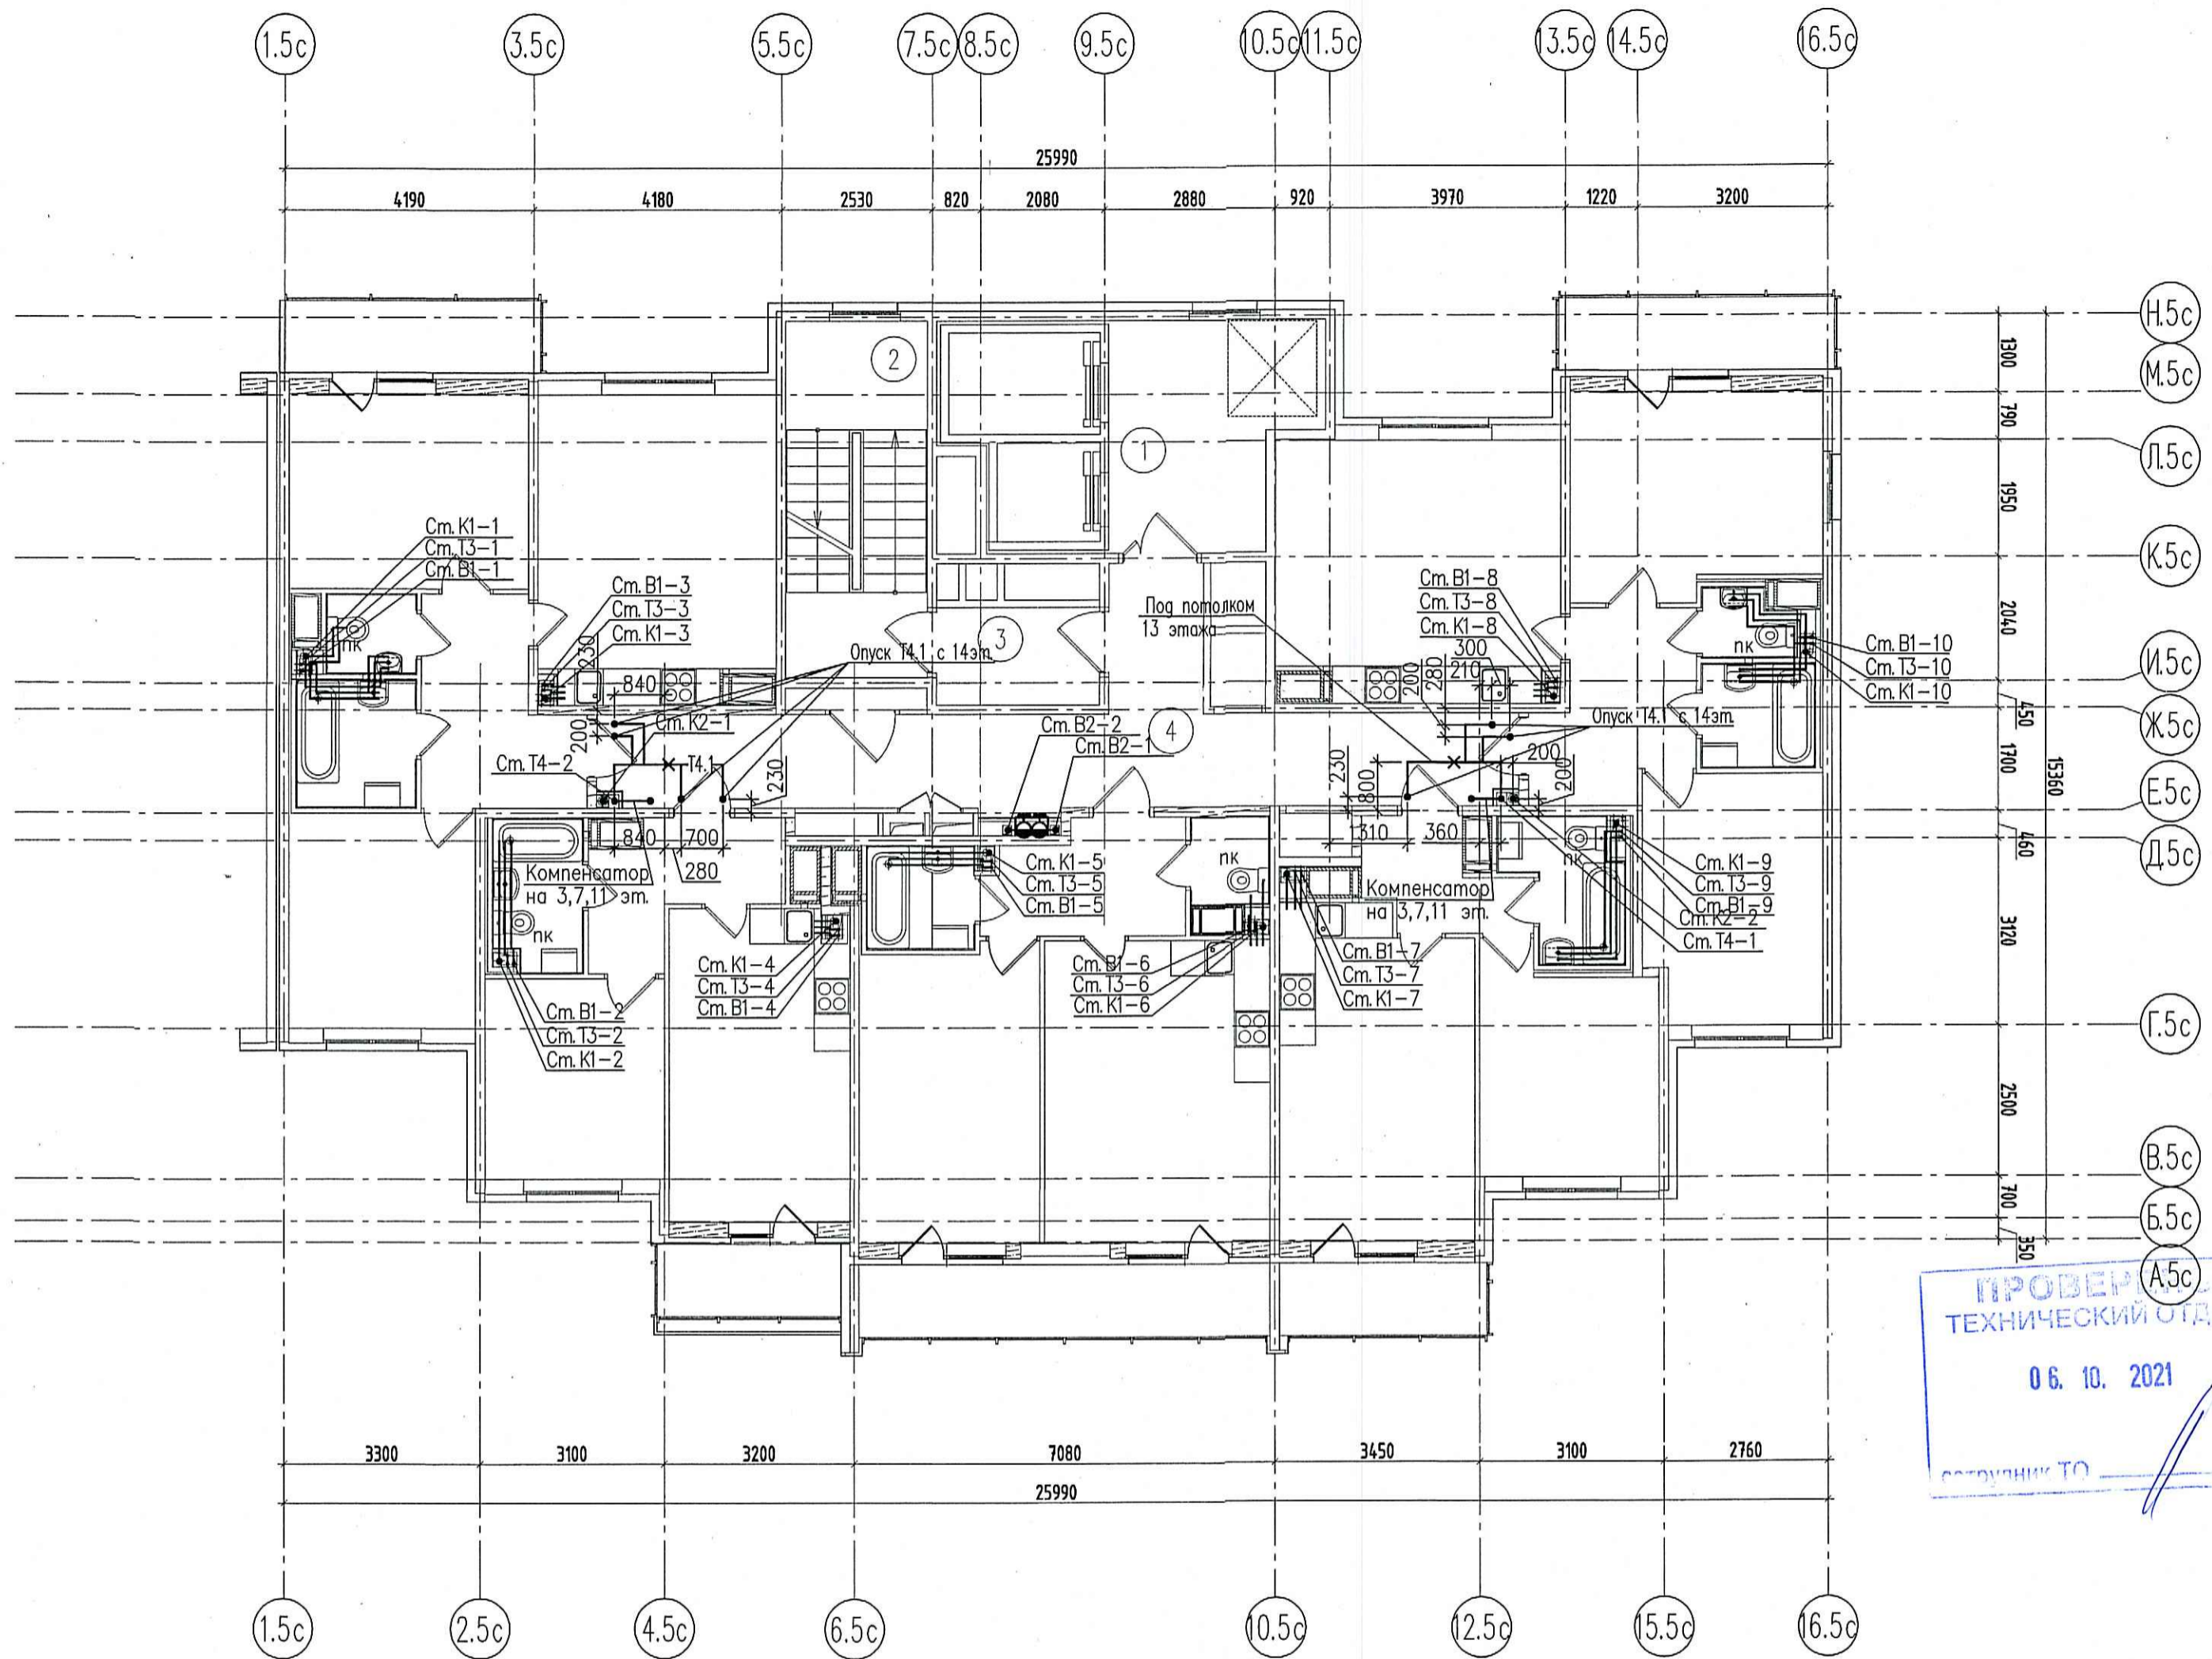 1.5с
3.5с
5.5с
7.5с
8.5с
9.5с
10.5с
11.5с
13.5с
14.5с
16.5с
25990
4190
4180
2530
820
2080
2880
920
3970
1220
3200
Н.5с
М.5с
Л.5с
К.5с
И.5с
Ж.5с
Е.5с
Д.5с
Г.5с
В.5с
Б.5с
А.5с
1300
790
1950
2040
450
1700
460
3120
2500
700
350
15360
2
1
3
4
Ст. К1-1
Ст. Т3-1
Ст. В1-1
пк
Ст. В1-3
Ст. Т3-3
Ст. К1-3
230
840
Опуск Т4.1 с 14эт.
Под потолком
13 этажа
Ст. В1-8
Ст. Т3-8
Ст. К1-8
300
210
200
280
пк
Ст. В1-10
Ст. Т3-10
Ст. К1-10
200
Ст. К2-1
Ст. Т4-2
Т4.1
230
Ст. В2-2
Ст. В2-1
Опуск Т4.1 с 14эт.
230
800
200
200
310
360
840
700
280
Компенсатор
на 3,7,11 эт.
пк
Ст. К1-5
Ст. Т3-5
Ст. В1-5
пк
Компенсатор
на 3,7,11 эт.
пк
Ст. К1-9
Ст. Т3-9
Ст. В1-9
Ст. К2-2
Ст. Т4-1
Ст. В1-2
Ст. Т3-2
Ст. К1-2
Ст. К1-4
Ст. Т3-4
Ст. В1-4
Ст. В1-6
Ст. Т3-6
Ст. К1-6
Ст. В1-7
Ст. Т3-7
Ст. К1-7
ТЕХНИЧЕСКИЙ
06. 10. 2021
сотрудник ТО
3300
3100
3200
7080
3450
3100
2760
25990
1.5с
2.5с
4.5с
6.5с
10.5с
12.5с
15.5с
16.5с